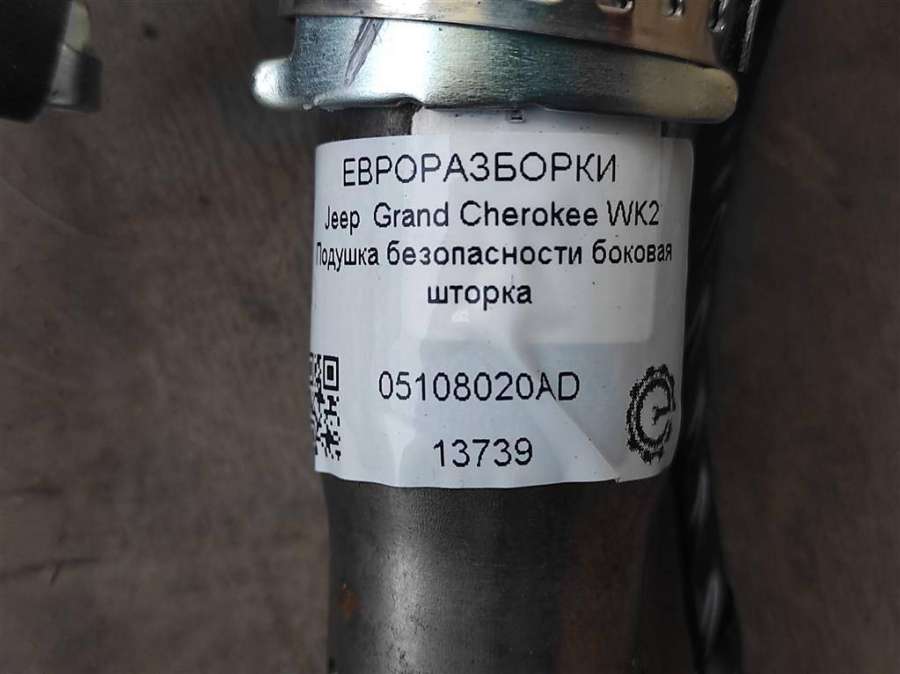 ЕВРОРАЗБОРКИ
Jeep Grand Cherokee WK2
Подушка безопасности боковая
шторка
05108020AD
13739